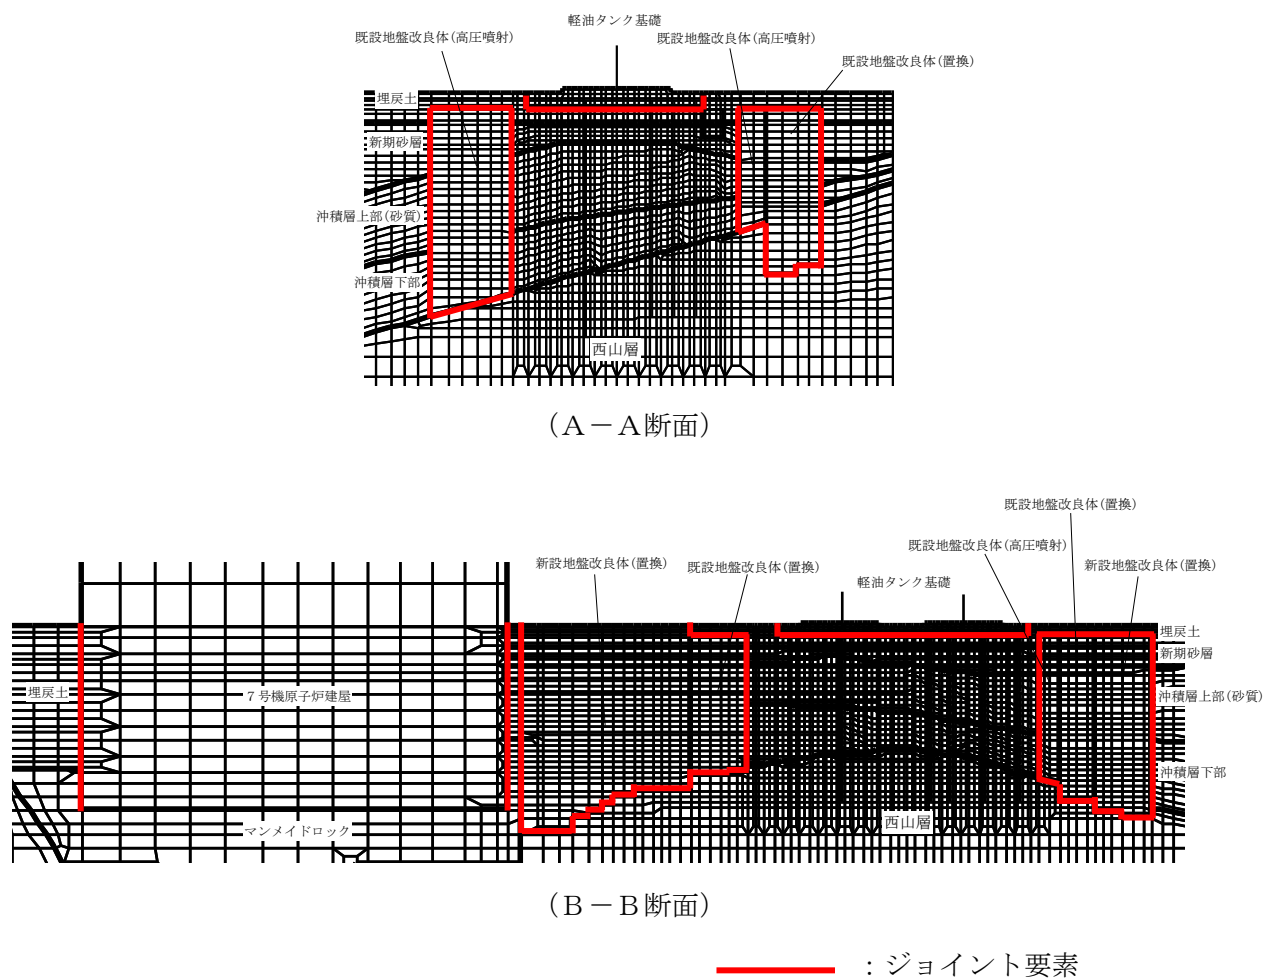 軽油タンク基礎
既設地盤改良体(高圧噴射)
既設地盤改良体(高圧噴射)
既設地盤改良体(置換)
埋戻土
新期砂層
沖積層上部(砂質)
沖積層下部
西山層
（Ａ－Ａ断面）
既設地盤改良体(置換)
既設地盤改良体(高圧噴射)
新設地盤改良体(置換)
既設地盤改良体(置換)
軽油タンク基礎
新設地盤改良体(置換)
埋戻土
新期砂層
埋戻土
７号機原子炉建屋
沖積層上部(砂質)
沖積層下部
マンメイドロック
西山層
（Ｂ－Ｂ断面）
：ジョイント要素